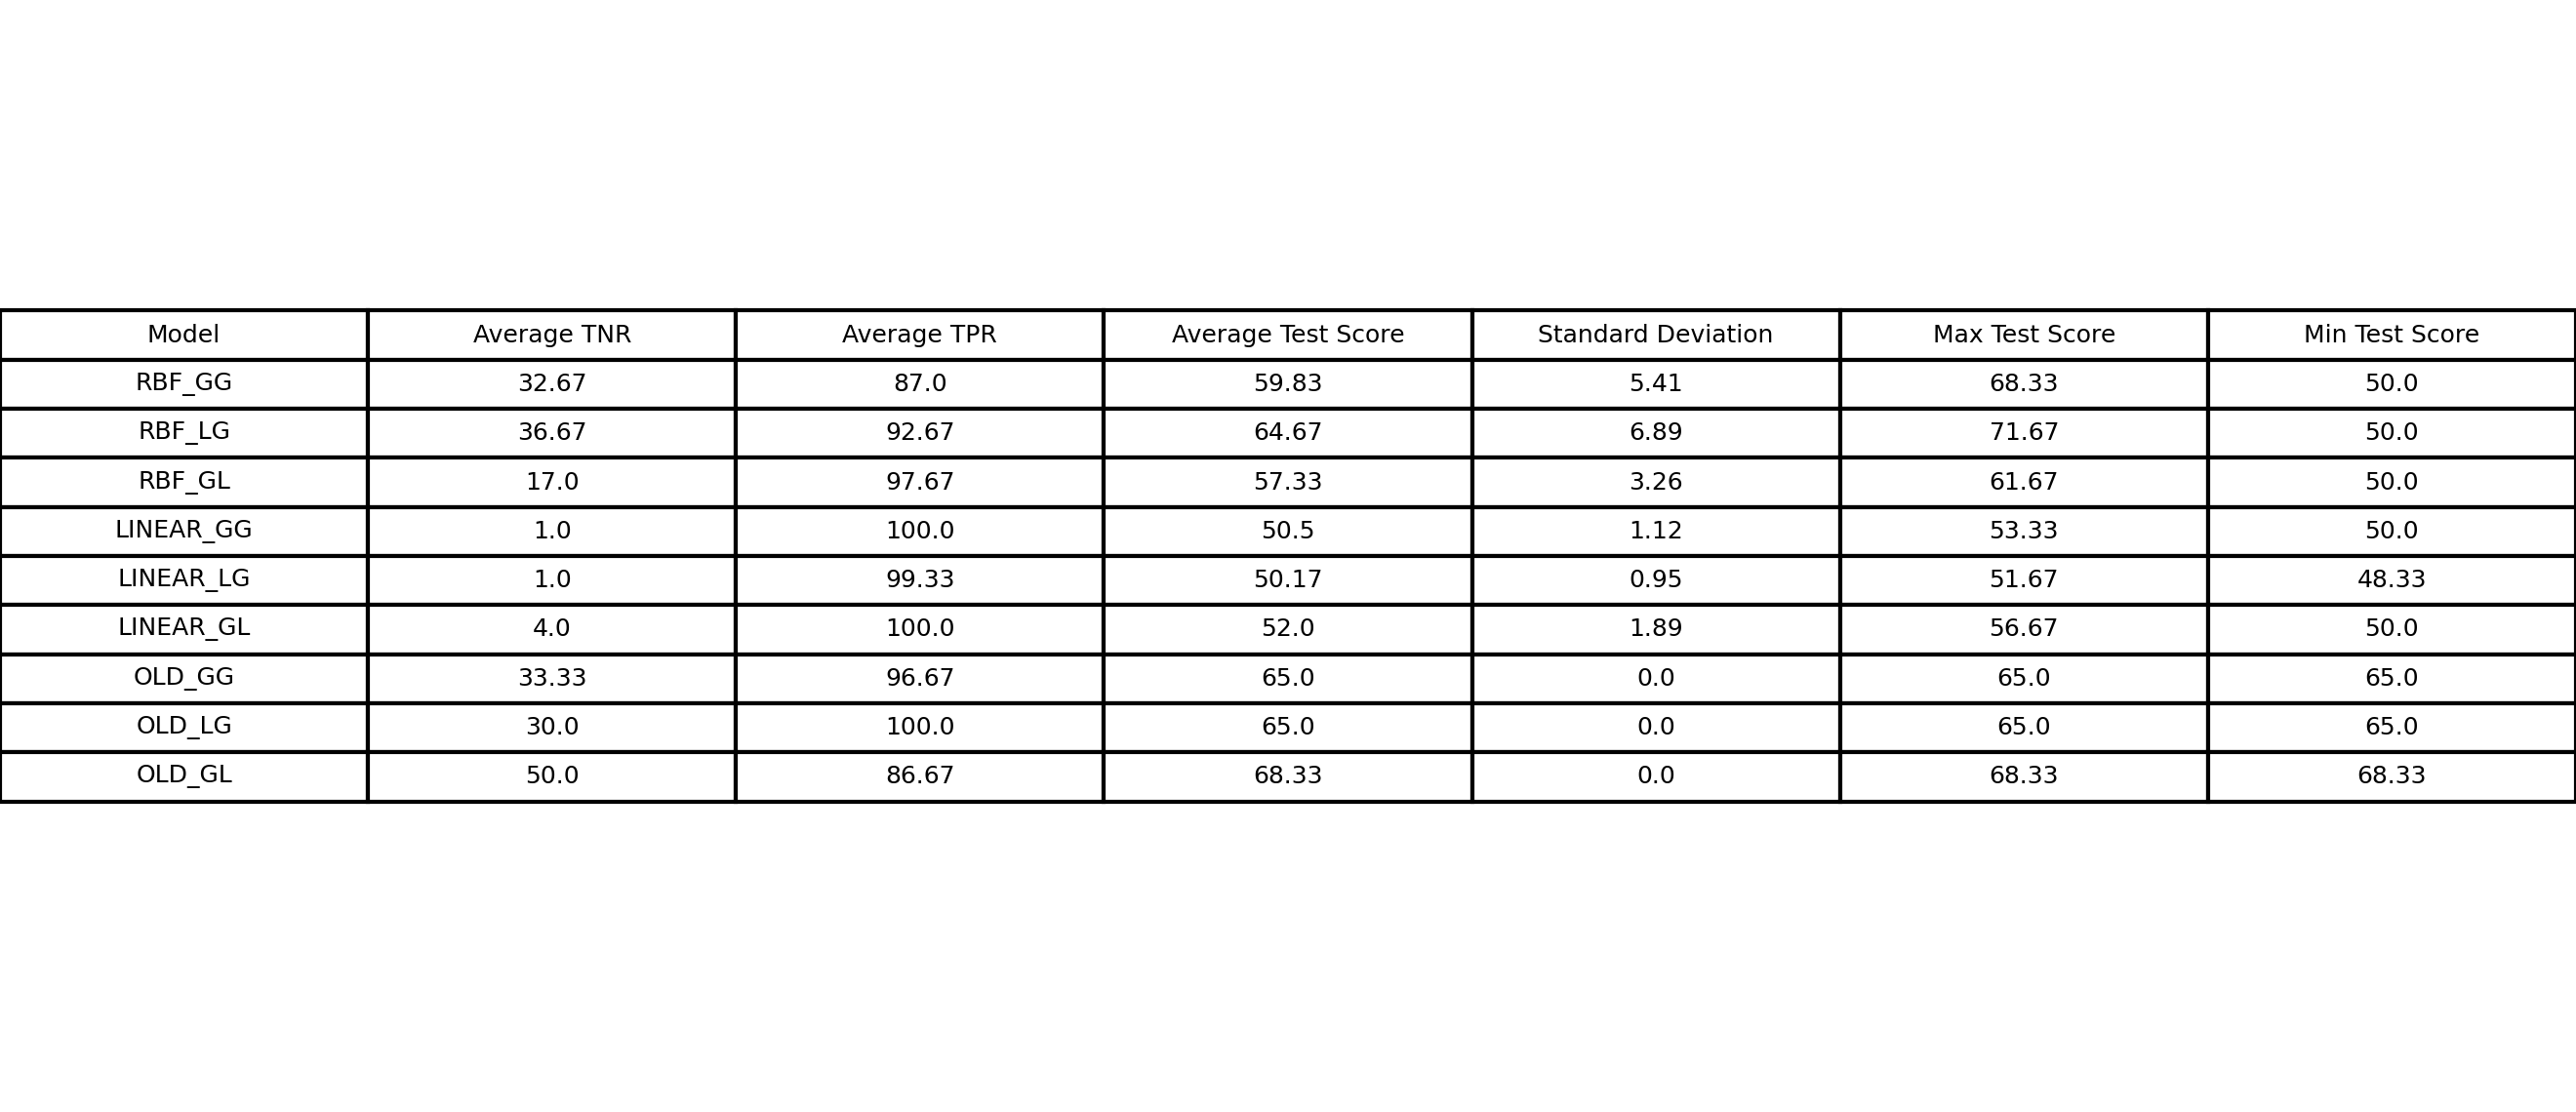 Model Average TNR Average TPR Average Test Score Standard Deviation Max Test Score Min Test Score
RBF_GG 32.67 87.0 59.83 5.41 68.33 50.0
RBF_LG 36.67 92.67 64.67 6.89 71.67 50.0
RBF_GL 17.0 97.67 57.33 3.26 61.67 50.0
LINEAR_GG 1.0 100.0 50.5 1.12 53.33 50.0
LINEAR_LG 1.0 99.33 50.17 0.95 51.67 48.33
LINEAR_GL 4.0 100.0 52.0 1.89 56.67 50.0
OLD_GG 33.33 96.67 65.0 0.0 65.0 65.0
OLD_LG 30.0 100.0 65.0 0.0 65.0 65.0
OLD_GL 50.0 86.67 68.33 0.0 68.33 68.33